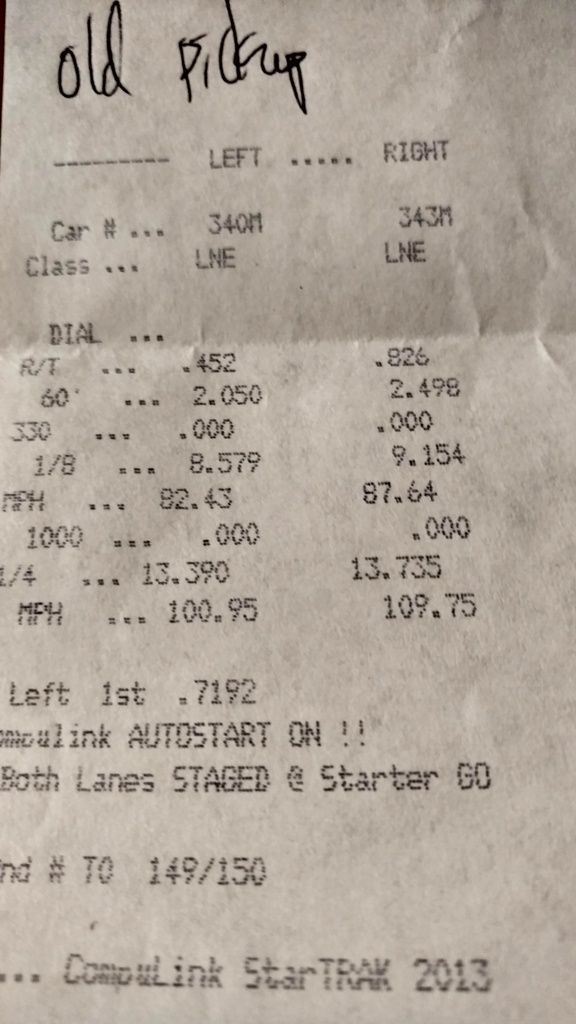 old pickup
--------- LEFT ..... RIGHT
Car # ... 340M 343M
Class ... LNE LNE
DIAL ...
R/T ... .452 .826
60' ... 2.050 2.498
330 ... .000 .000
1/8 ... 8.579 9.154
MPH ... 82.43 87.64
1000 ... .000 .000
1/4 ... 13.390 13.735
MPH ... 100.95 109.75
Left 1st .7192
ompulink AUTOSTART ON !!
Both Lanes STAGED @ Starter GO
nd # TO 149/150
... CompuLink StarTRAK 2013